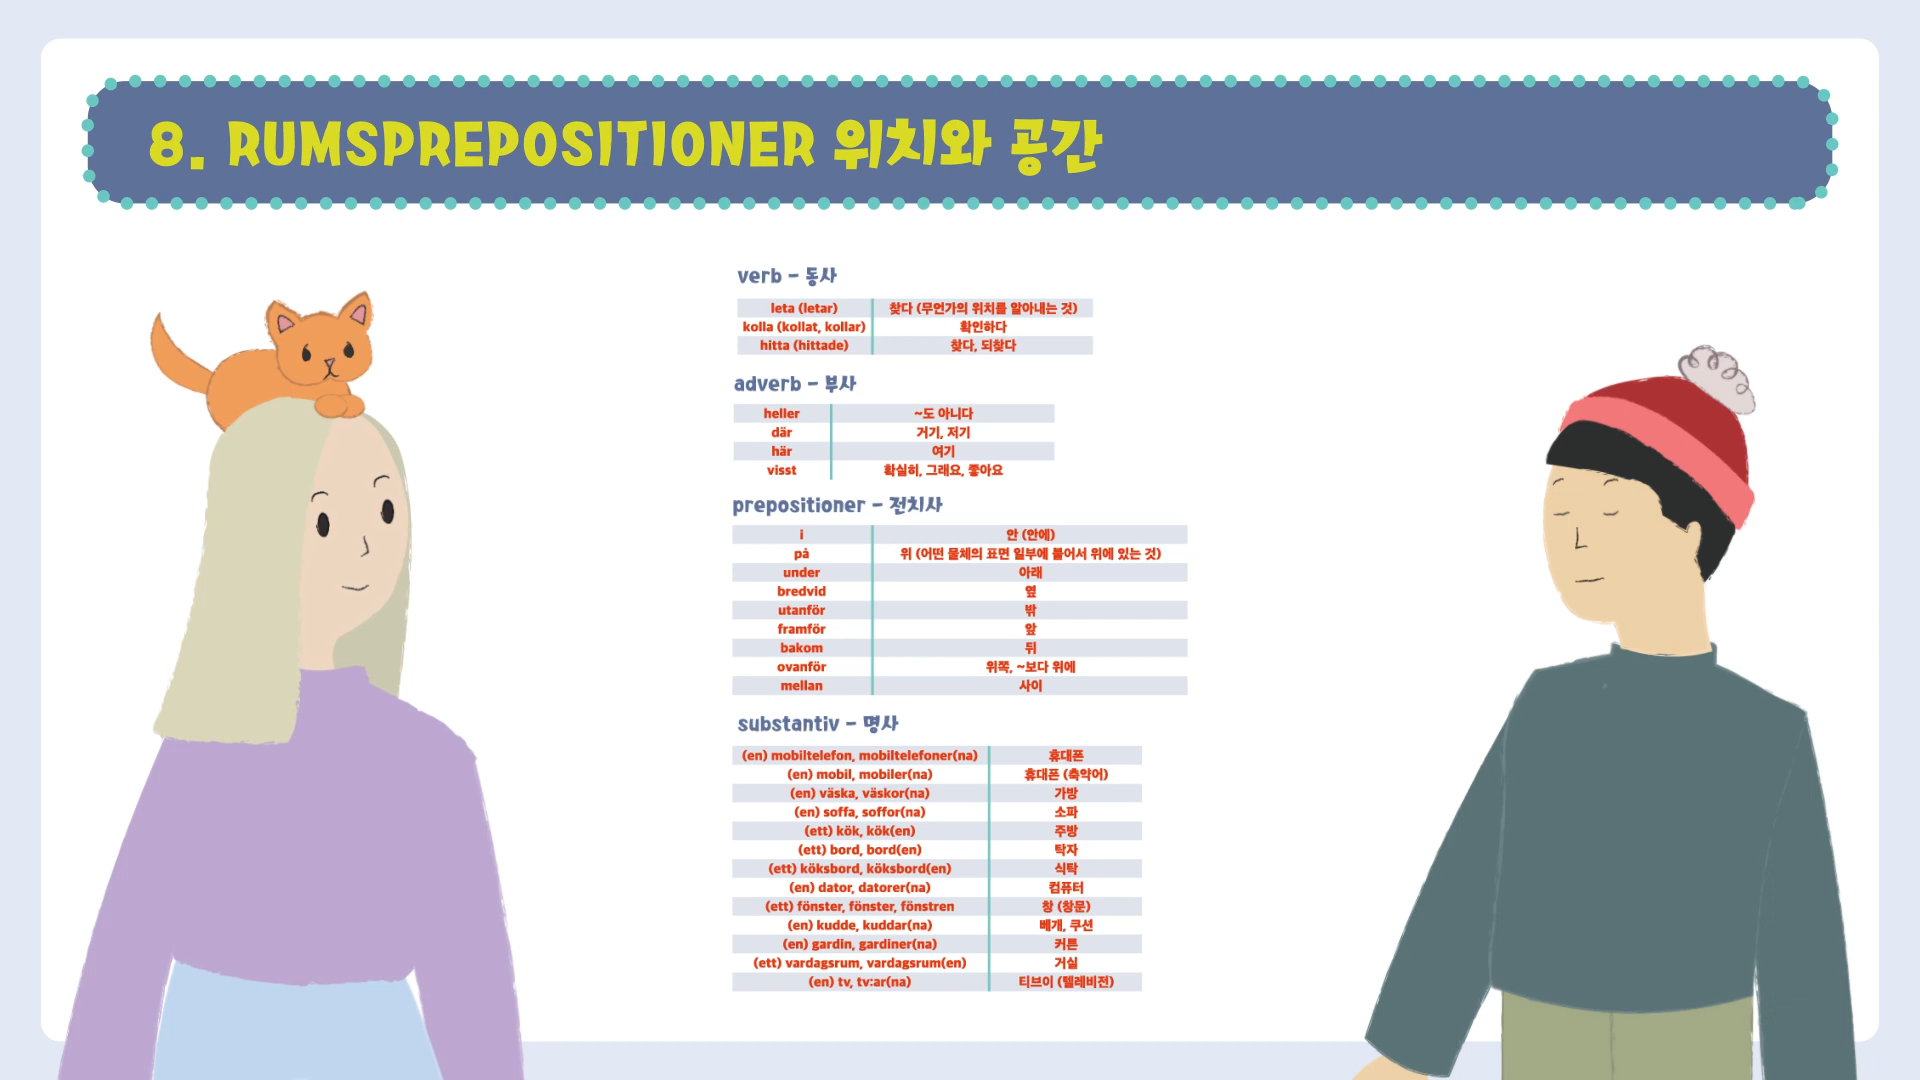 8. RUMSPREPOSITIONER 위치와 공간
verb - 동사
leta (letar) 찾다 (무언가의 위치를 알아내는 것)
kolla (kollat, kollar) 확인하다
hitta (hittade) 찾다, 되찾다
adverb - 부사
heller ~도 아니다
där 거기, 저기
här 여기
visst 확실히, 그래요, 좋아요
prepositioner - 전치사
i 안 (안에)
på 위 (어떤 물체의 표면 일부에 붙어서 위에 있는 것)
under 아래
bredvid 옆
utanför 밖
framför 앞
bakom 뒤
ovanför 위쪽, ~보다 위에
mellan 사이
substantiv - 명사
(en) mobiltelefon, mobiltelefoner(na) 휴대폰
(en) mobil, mobiler(na) 휴대폰 (축약어)
(en) väska, väskor(na) 가방
(en) soffa, soffor(na) 소파
(ett) kök, kök(en) 주방
(ett) bord, bord(en) 탁자
(ett) köksbord, köksbord(en) 식탁
(en) dator, datorer(na) 컴퓨터
(ett) fönster, fönster, fönstren 창 (창문)
(en) kudde, kuddar(na) 베개, 쿠션
(en) gardin, gardiner(na) 커튼
(ett) vardagsrum, vardagsrum(en) 거실
(en) tv, tv:ar(na) 티브이 (텔레비전)